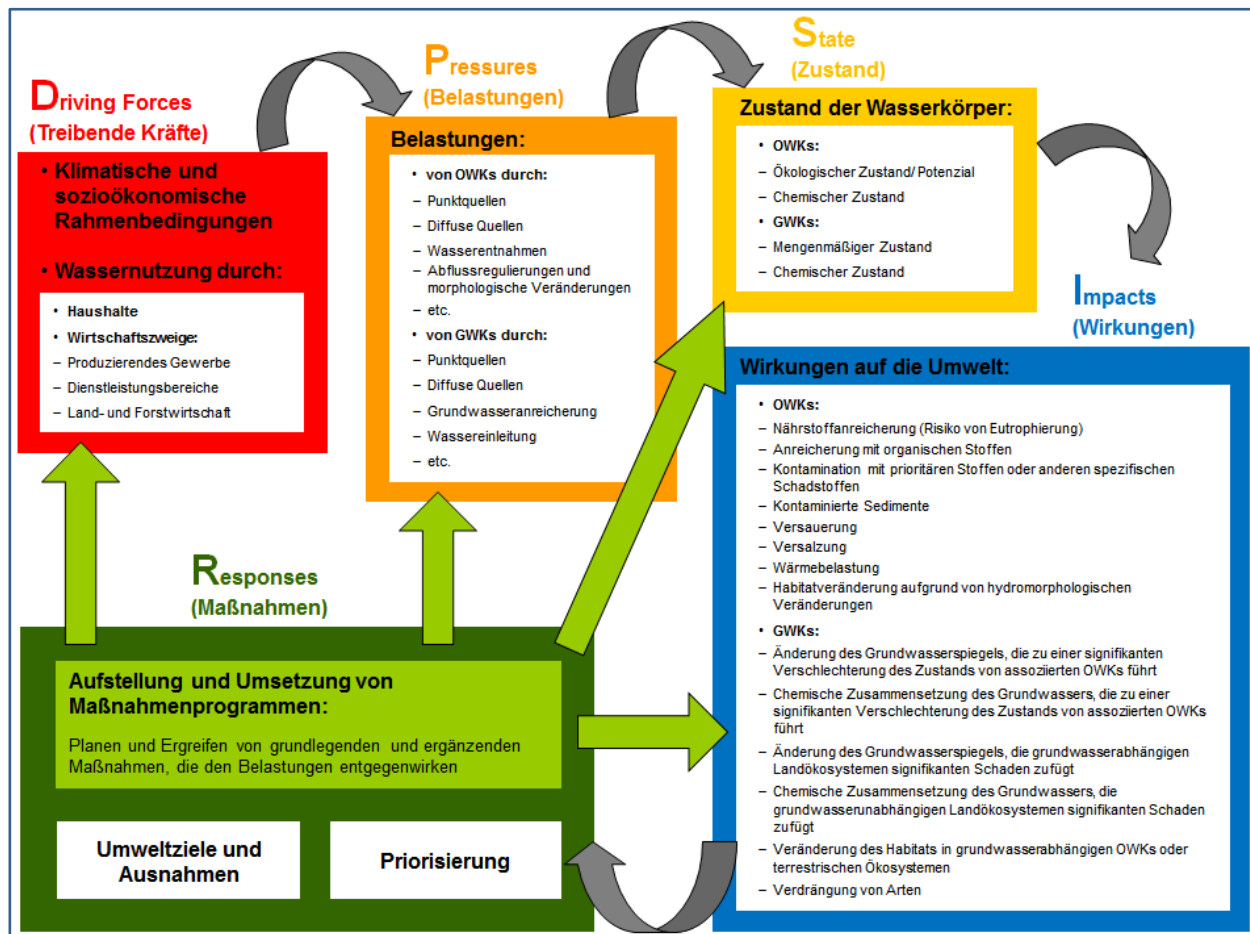 Driving Forces
(Treibende Kräfte)
• Klimatische und
sozioökonomische
Rahmenbedingungen
• Wassernutzung durch:
• Haushalte
• Wirtschaftszweige:
– Produzierendes Gewerbe
– Dienstleistungsbereiche
– Land- und Forstwirtschaft
Pressures
(Belastungen)
Belastungen:
• von OWKs durch:
– Punktquellen
– Diffuse Quellen
– Wasserentnahmen
– Abflussregulierungen und
morphologische Veränderungen
– etc.
• von GWKs durch:
– Punktquellen
– Diffuse Quellen
– Grundwasseranreicherung
– Wassereinleitung
– etc.
State
(Zustand)
Zustand der Wasserkörper:
• OWKs:
– Ökologischer Zustand/ Potenzial
– Chemischer Zustand
• GWKs:
– Mengenmäßiger Zustand
– Chemischer Zustand
Impacts
(Wirkungen)
Wirkungen auf die Umwelt:
• OWKs:
– Nährstoffanreicherung (Risiko von Eutrophierung)
– Anreicherung mit organischen Stoffen
– Kontamination mit prioritären Stoffen oder anderen spezifischen
Schadstoffen
– Kontaminierte Sedimente
– Versauerung
– Versalzung
– Wärmebelastung
– Habitatveränderung aufgrund von hydromorphologischen
Veränderungen
• GWKs:
– Änderung des Grundwasserspiegels, die zu einer signifikanten
Verschlechterung des Zustands von assoziierten OWKs führt
– Chemische Zusammensetzung des Grundwassers, die zu einer
signifikanten Verschlechterung des Zustands von assoziierten OWKs
führt
– Änderung des Grundwasserspiegels, die grundwasserabhängigen
Landökosystemen signifikanten Schaden zufügt
– Chemische Zusammensetzung des Grundwassers, die
grundwasserunabhängigen Landökosystemen signifikanten Schaden
zufügt
– Veränderung des Habitats in grundwasserabhängigen OWKs oder
terrestrischen Ökosystemen
– Verdrängung von Arten
Responses
(Maßnahmen)
Aufstellung und Umsetzung von
Maßnahmenprogrammen:
Planen und Ergreifen von grundlegenden und ergänzenden
Maßnahmen, die den Belastungen entgegenwirken
Umweltziele und
Ausnahmen
Priorisierung